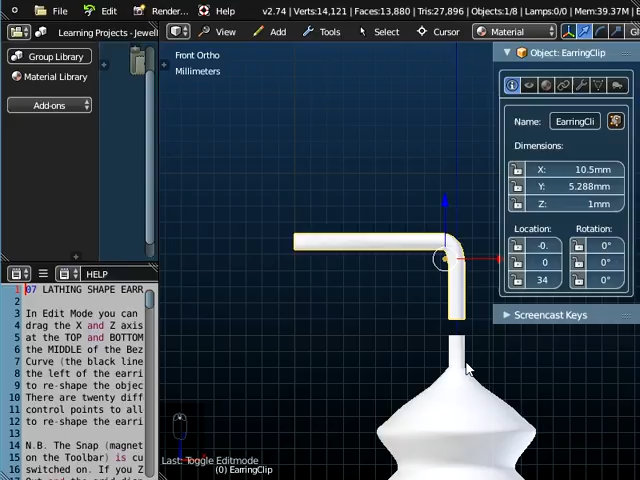 File Edit Render.. Help v2.74 | Verts:14,121 | Faces:13,880 | Tris:27,896 | Objects:1/8 | Lamps:0/0 | Mem:39.37M
Learning Projects - Jewel View Add Tools Select Cursor Material Gl
Group Library
Material Library
Add-ons
Front Ortho
Millimeters
Object: EarringClip
Name: EarringCli
Dimensions:
X: 10.5mm
Y: 5.288mm
Z: 1mm
Location: Rotation:
-0. 0°
0 0°
34 0°
Screencast Keys
HELP
1 07 LATHING SHAPE EARR
2
3 In Edit Mode you can
4 drag the X and Z axis
5 at the TOP and BOTTOM
6 the MIDDLE of the Bez
7 Curve (the black line
8 the left of the earri
9 to re-shape the objec
10 There are twenty diff
11 control points to all
12 to re-shape the earri
13
14 N.B. The Snap (magnet
15 on the Toolbar) is cu
16 switched on. If you Z
Last: Toggle Editmode
(0) EarringClip